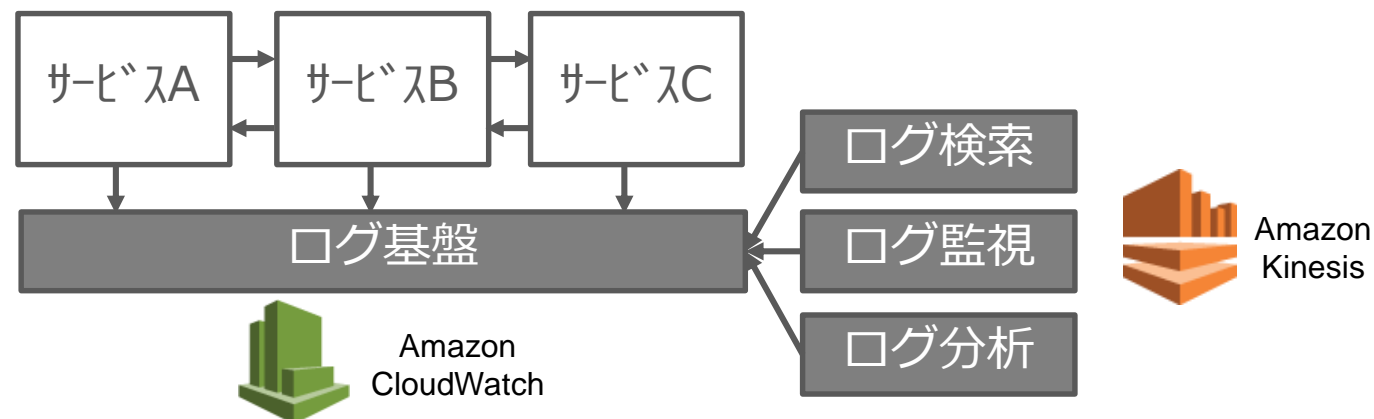 ｻｰﾋﾞｽA
ｻｰﾋﾞｽB
ｻｰﾋﾞｽC
ログ検索
ログ基盤
ログ監視
Amazon
Kinesis
ログ分析
Amazon
CloudWatch